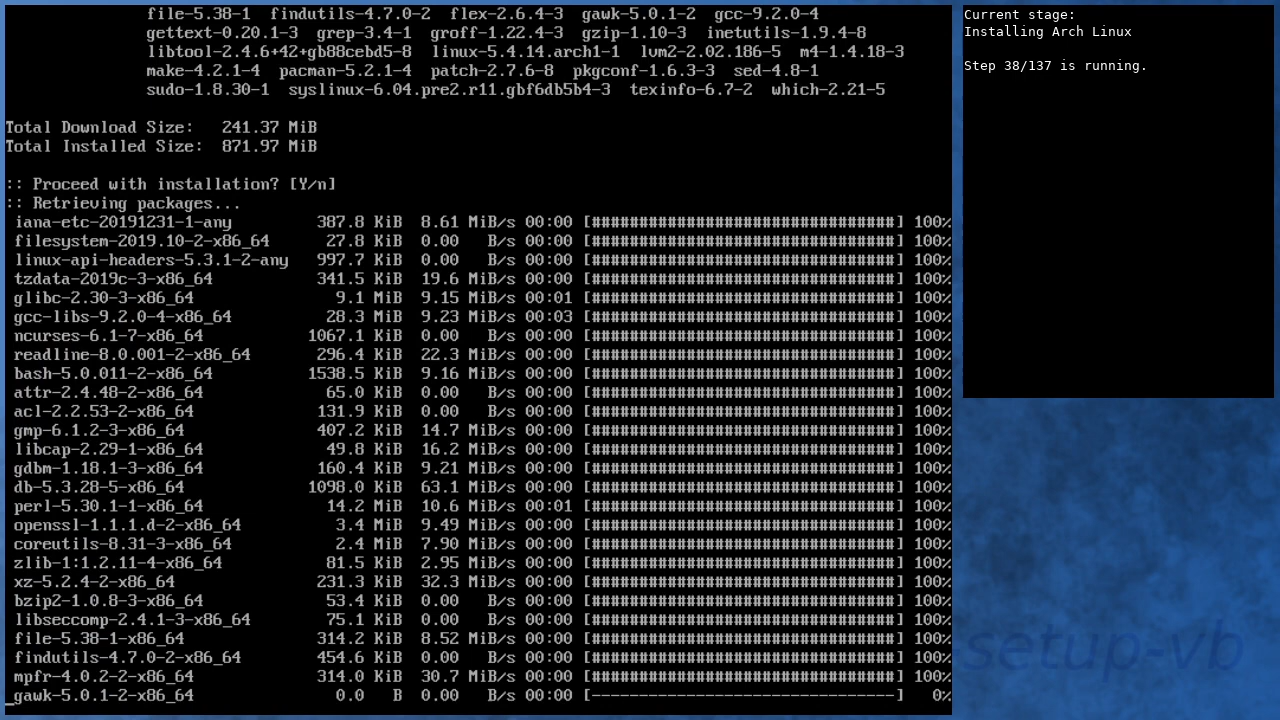 file-5.38-1  findutils-4.7.0-2  flex-2.6.4-3  gawk-5.0.1-2  gcc-9.2.0-4
gettext-0.20.1-3  grep-3.4-1  groff-1.22.4-3  gzip-1.10-3  inetutils-1.9.4-8
libtool-2.4.6+42+gb88cebd5-8  linux-5.4.14.arch1-1  lvm2-2.02.186-5  m4-1.4.18-3
make-4.2.1-4  pacman-5.2.1-4  patch-2.7.6-8  pkgconf-1.6.3-3  sed-4.8-1
sudo-1.8.30-1  syslinux-6.04.pre2.r11.gbf6db5b4-3  texinfo-6.7-2  which-2.21-5
Total Download Size:   241.37 MiB
Total Installed Size:  871.97 MiB
:: Proceed with installation? [Y/n]
:: Retrieving packages...
iana-etc-20191231-1-any         387.8 KiB  8.61 MiB/s 00:00 [################################] 100%
filesystem-2019.10-2-x86_64      27.8 KiB  0.00   B/s 00:00 [################################] 100%
linux-api-headers-5.3.1-2-any   997.7 KiB  0.00   B/s 00:00 [################################] 100%
tzdata-2019c-3-x86_64           341.5 KiB  19.6 MiB/s 00:00 [################################] 100%
glibc-2.30-3-x86_64               9.1 MiB  9.15 MiB/s 00:01 [################################] 100%
gcc-libs-9.2.0-4-x86_64          28.3 MiB  9.23 MiB/s 00:03 [################################] 100%
ncurses-6.1-7-x86_64           1067.1 KiB  0.00   B/s 00:00 [################################] 100%
readline-8.0.001-2-x86_64       296.4 KiB  22.3 MiB/s 00:00 [################################] 100%
bash-5.0.011-2-x86_64          1538.5 KiB  9.16 MiB/s 00:00 [################################] 100%
attr-2.4.48-2-x86_64             65.0 KiB  0.00   B/s 00:00 [################################] 100%
acl-2.2.53-2-x86_64             131.9 KiB  0.00   B/s 00:00 [################################] 100%
gmp-6.1.2-3-x86_64              407.2 KiB  14.7 MiB/s 00:00 [################################] 100%
libcap-2.29-1-x86_64             49.8 KiB  16.2 MiB/s 00:00 [################################] 100%
gdbm-1.18.1-3-x86_64            160.4 KiB  9.21 MiB/s 00:00 [################################] 100%
db-5.3.28-5-x86_64             1098.0 KiB  63.1 MiB/s 00:00 [################################] 100%
perl-5.30.1-1-x86_64             14.2 MiB  10.6 MiB/s 00:01 [################################] 100%
openssl-1.1.1.d-2-x86_64          3.4 MiB  9.49 MiB/s 00:00 [################################] 100%
coreutils-8.31-3-x86_64           2.4 MiB  7.90 MiB/s 00:00 [################################] 100%
zlib-1:1.2.11-4-x86_64           81.5 KiB  2.95 MiB/s 00:00 [################################] 100%
xz-5.2.4-2-x86_64               231.3 KiB  32.3 MiB/s 00:00 [################################] 100%
bzip2-1.0.8-3-x86_64             53.4 KiB  0.00   B/s 00:00 [################################] 100%
libseccomp-2.4.1-3-x86_64        75.1 KiB  0.00   B/s 00:00 [################################] 100%
file-5.38-1-x86_64              314.2 KiB  8.52 MiB/s 00:00 [################################] 100%
findutils-4.7.0-2-x86_64        454.6 KiB  0.00   B/s 00:00 [################################] 100%
mpfr-4.0.2-2-x86_64             314.0 KiB  30.7 MiB/s 00:00 [################################] 100%
_gawk-5.0.1-2-x86_64               0.0   B  0.00   B/s 00:00 [--------------------------------]   0%
Current stage:
Installing Arch Linux
Step 38/137 is running.
setup-vb